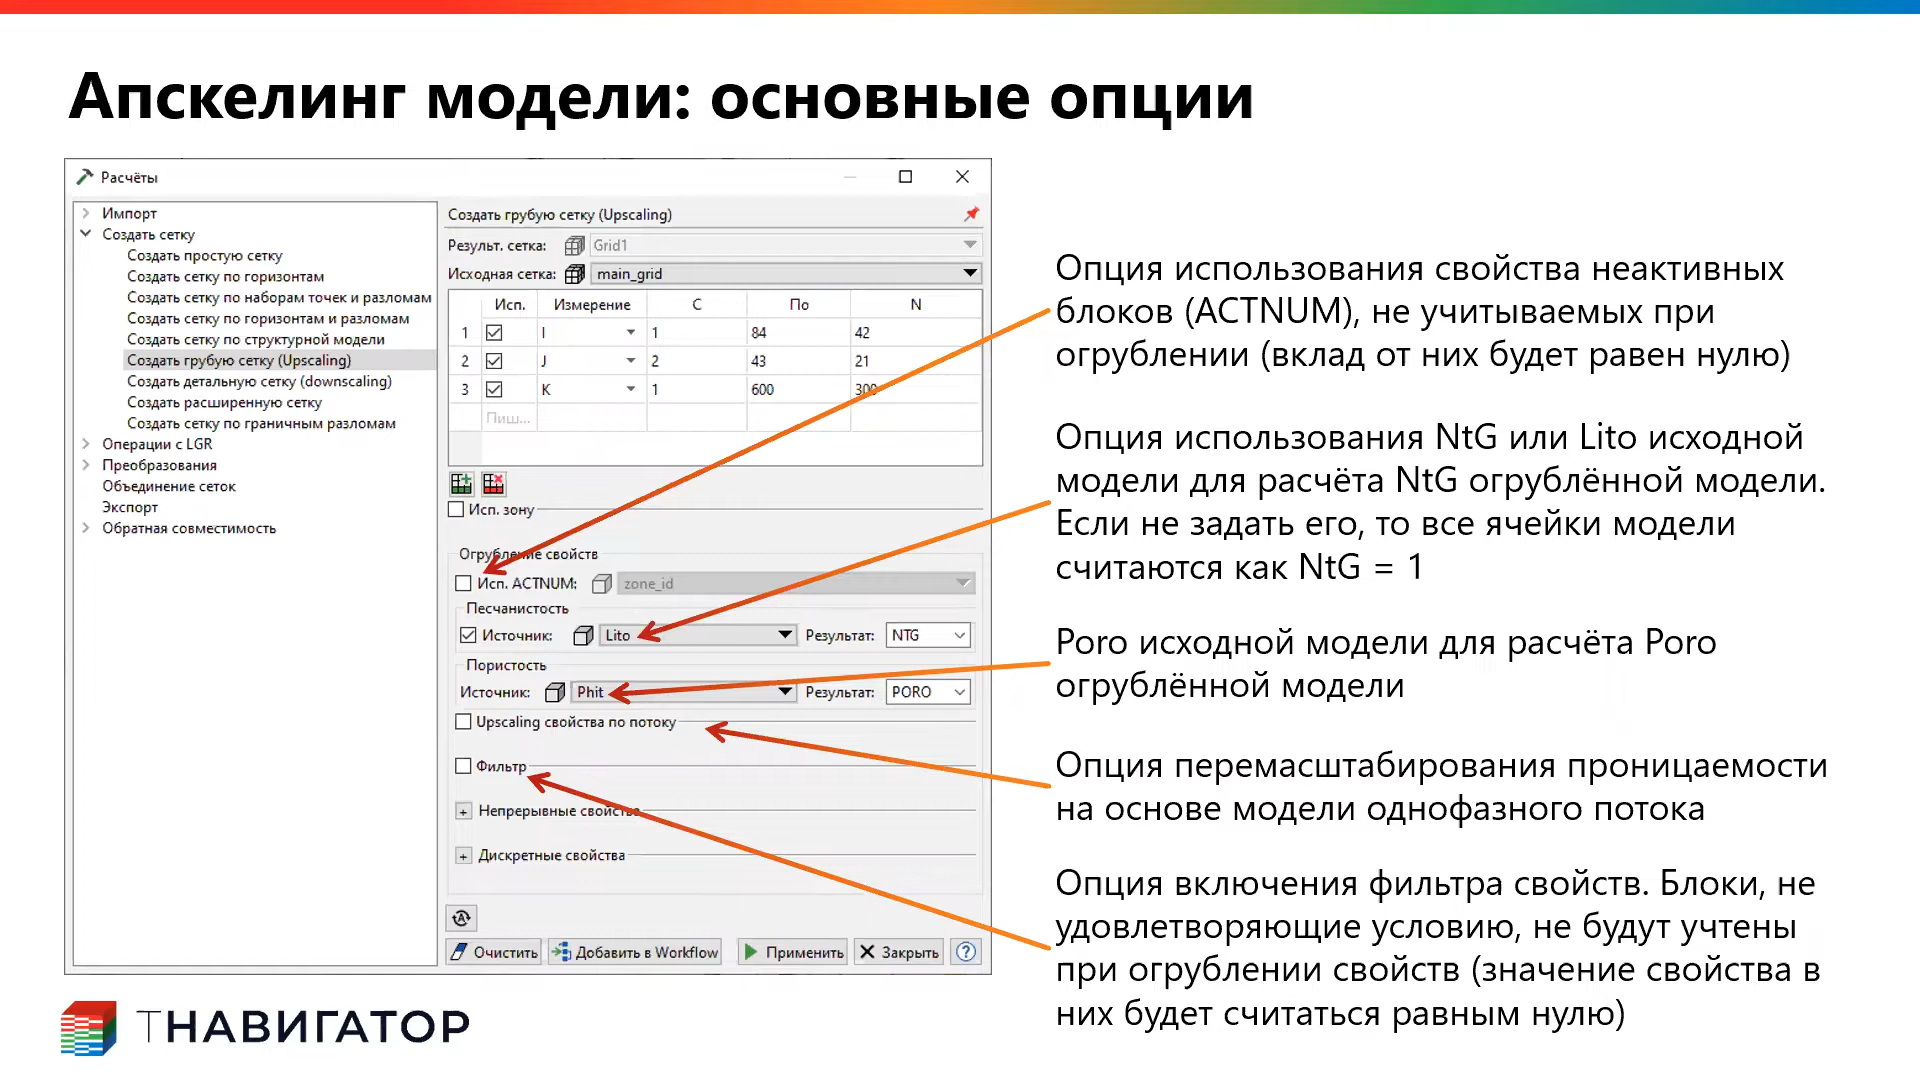 Апскелинг модели: основные опции
Расчёты
Импорт
Создать сетку
Создать простую сетку
Создать сетку по горизонтам
Создать сетку по наборам точек и разломам
Создать сетку по горизонтам и разломам
Создать сетку по структурной модели
Создать грубую сетку (Upscaling)
Создать детальную сетку (downscaling)
Создать расширенную сетку
Создать сетку по граничным разломам
Операции с LGR
Преобразования
Объединение сеток
Экспорт
Обратная совместимость
Создать грубую сетку (Upscaling)
Результ. сетка: Grid1
Исходная сетка: main_grid
Исп. Измерение С По N
1 I 1 84 42
2 J 2 43 21
3 K 1 600 300
Пиш...
Исп. зону
Огрубление свойств
Исп. ACTNUM: zone_id
Песчанистость
Источник: Lito Результат: NTG
Пористость
Источник: Phit Результат: PORO
Upscaling свойства по потоку
Фильтр
Непрерывные свойства
Дискретные свойства
Очистить Добавить в Workflow Применить Закрыть
Опция использования свойства неактивных
блоков (ACTNUM), не учитываемых при
огрублении (вклад от них будет равен нулю)
Опция использования NtG или Lito исходной
модели для расчёта NtG огрублённой модели.
Если не задать его, то все ячейки модели
считаются как NtG = 1
Poro исходной модели для расчёта Poro
огрублённой модели
Опция перемасштабирования проницаемости
на основе модели однофазного потока
Опция включения фильтра свойств. Блоки, не
удовлетворяющие условию, не будут учтены
при огрублении свойств (значение свойства в
них будет считаться равным нулю)
ТНАВИГАТОР